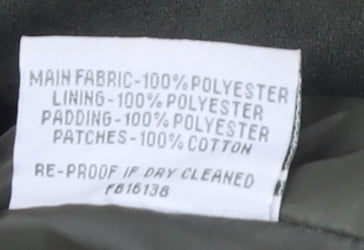 MAIN FABRIC-100% POLYESTER
LINING-100% POLYESTER
PADDING-100% POLYESTER
PATCHES-100% COTTON
RE-PROOF IF DRY CLEANED
FB16138